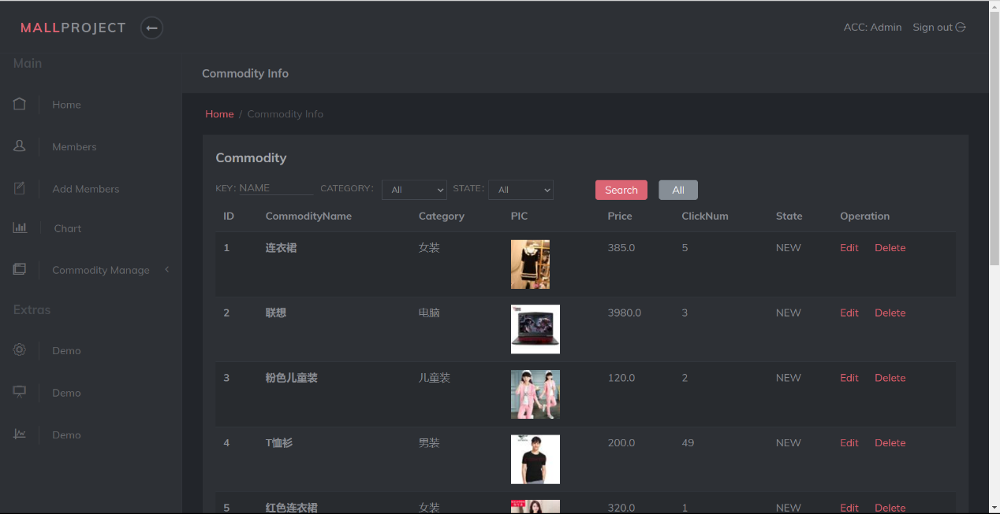 MALLPROJECT
ACC: Admin Sign out
Main
Home
Members
Add Members
Chart
Commodity Manage
Extras
Demo
Demo
Demo
Commodity Info
Home / Commodity Info
Commodity
KEY: NAME CATEGORY: All STATE: All Search All
ID CommodityName Category PIC Price ClickNum State Operation
1 连衣裙 女装 385.0 5 NEW Edit Delete
2 联想 电脑 3980.0 3 NEW Edit Delete
3 粉色儿童装 儿童装 120.0 2 NEW Edit Delete
4 T恤衫 男装 200.0 49 NEW Edit Delete
5 红色连衣裙 女装 320.0 1 NEW Edit Delete